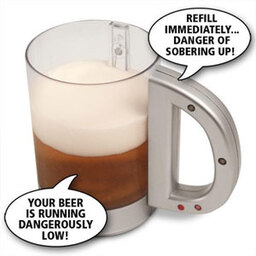 REFILL
IMMEDIATELY...
DANGER OF
SOBERING UP!
YOUR BEER
IS RUNNING
DANGEROUSLY
LOW!